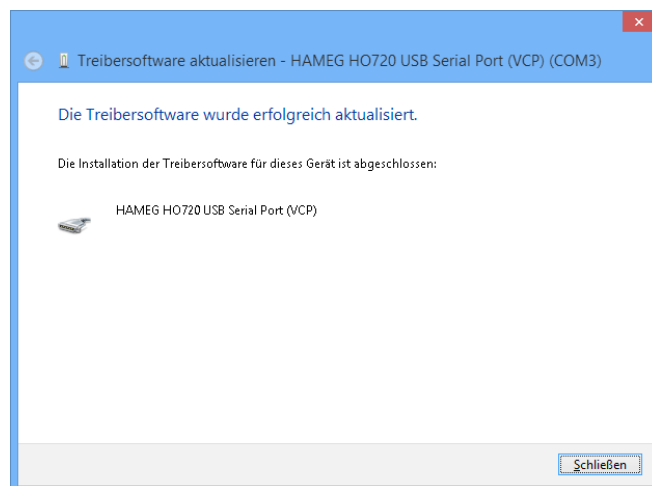 Treibersoftware aktualisieren - HAMEG HO720 USB Serial Port (VCP) (COM3)
Die Treibersoftware wurde erfolgreich aktualisiert.
Die Installation der Treibersoftware für dieses Gerät ist abgeschlossen:
HAMEG HO720 USB Serial Port (VCP)
Schließen